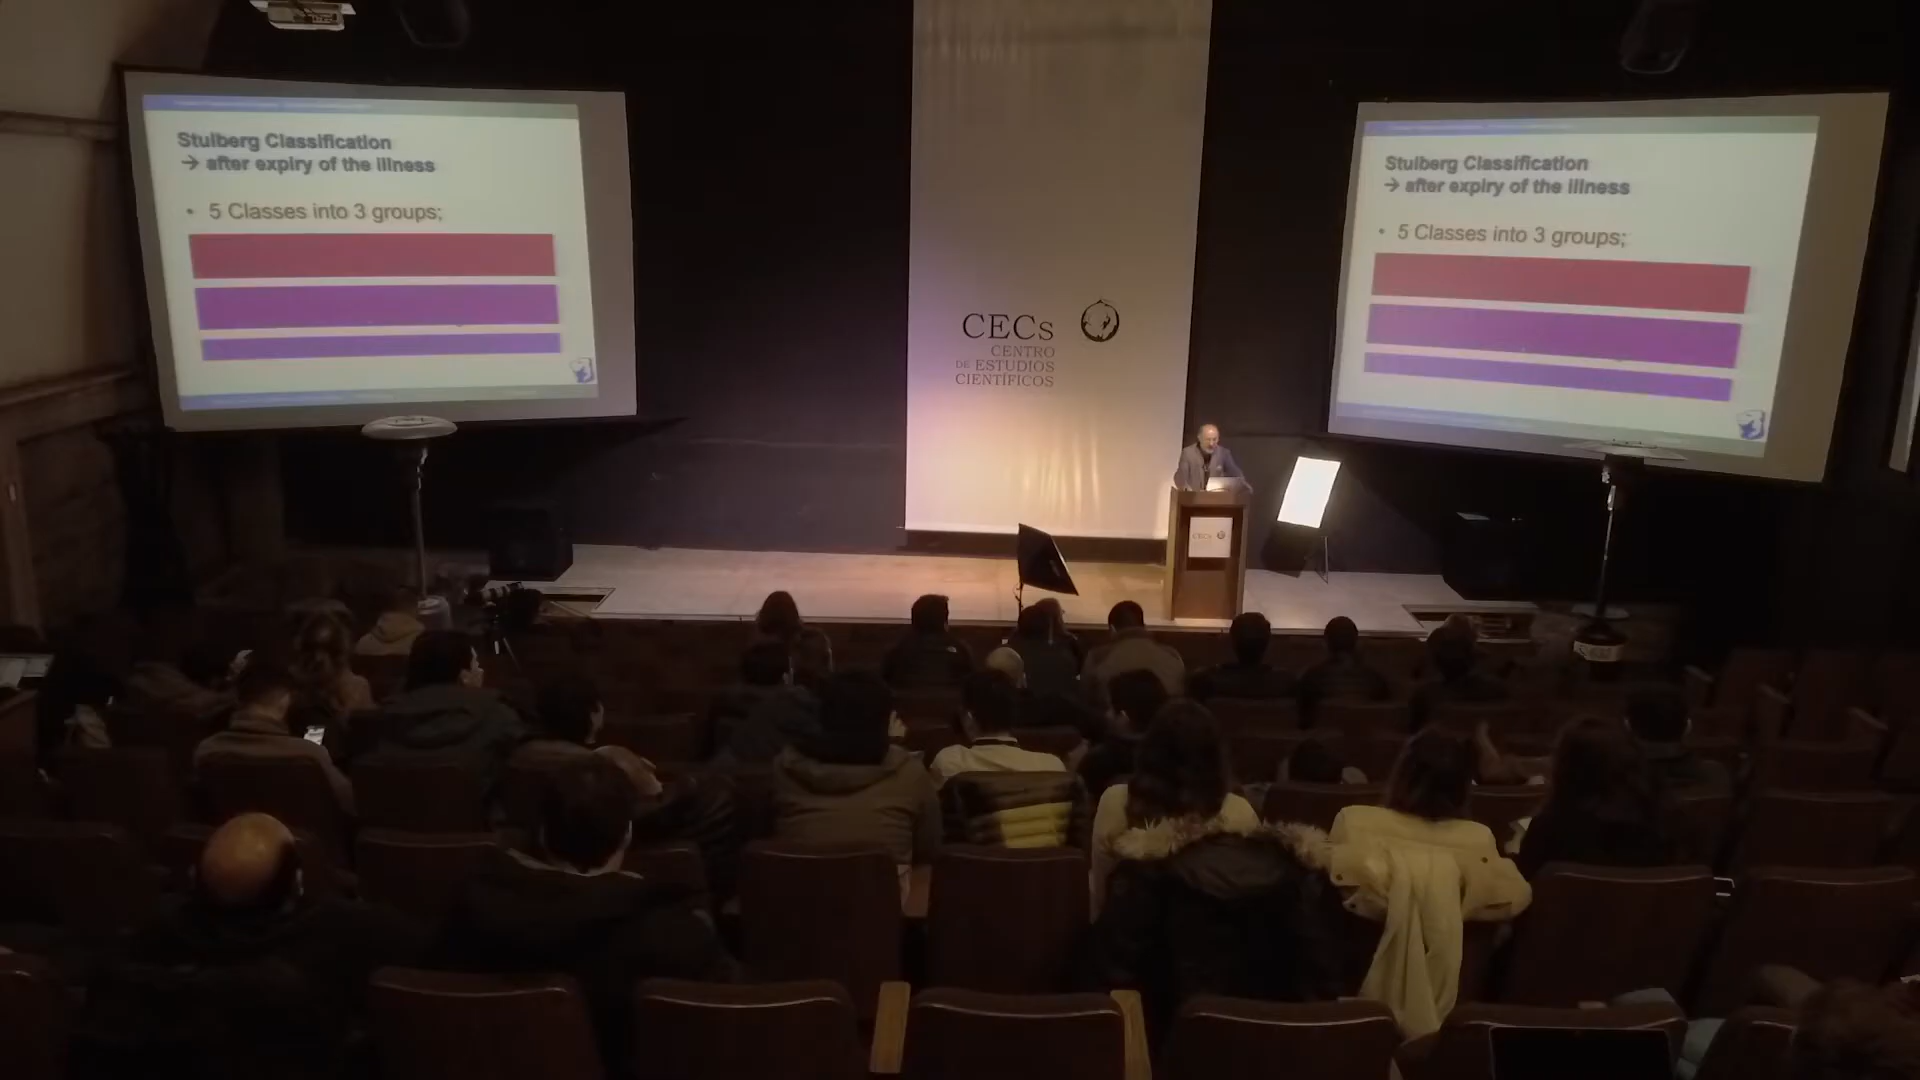 Stulberg Classification
→ after expiry of the illness
• 5 Classes into 3 groups;
CECs
CENTRO
DE ESTUDIOS
CIENTÍFICOS
Stulberg Classification
→ after expiry of the illness
• 5 Classes into 3 groups;
CECs